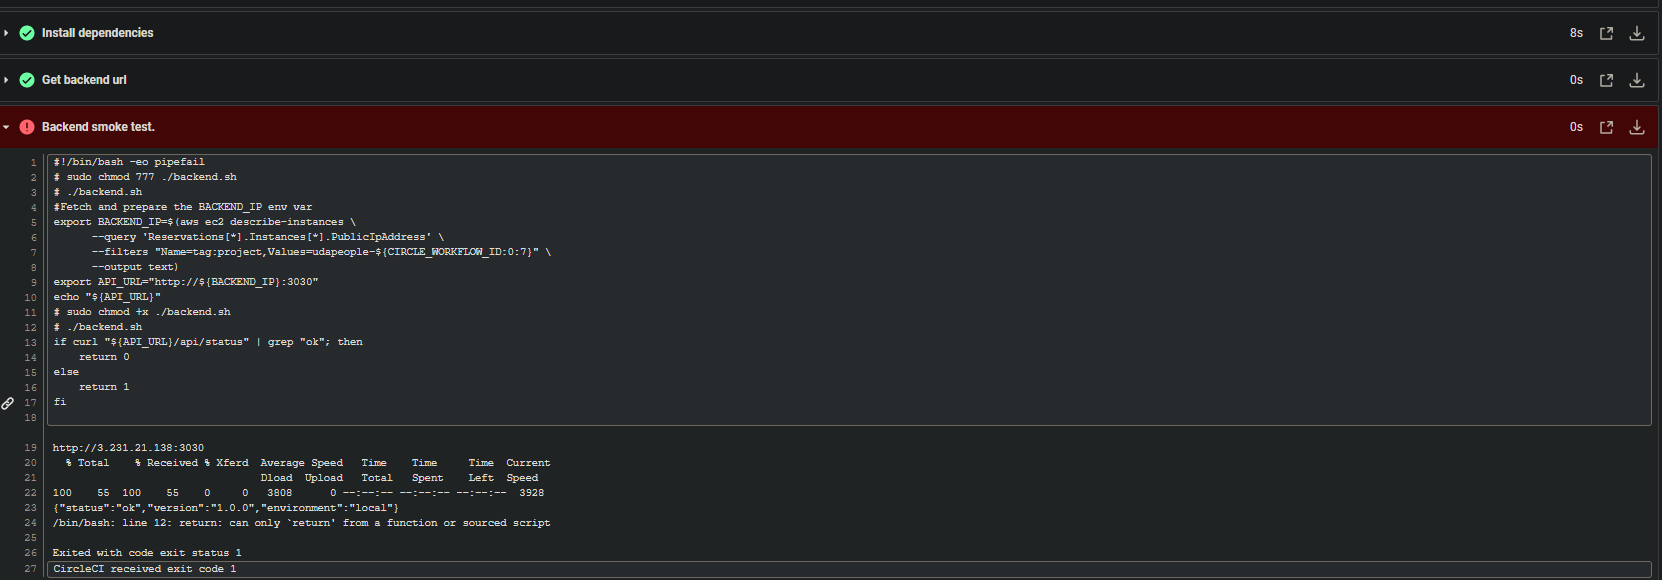 Install dependencies 8s
Get backend url 0s
Backend smoke test. 0s
1 #!/bin/bash -eo pipefail
2 # sudo chmod 777 ./backend.sh
3 # ./backend.sh
4 #Fetch and prepare the BACKEND_IP env var
5 export BACKEND_IP=$(aws ec2 describe-instances \
6 --query 'Reservations[*].Instances[*].PublicIpAddress' \
7 --filters "Name=tag:project,Values=udapeople-${CIRCLE_WORKFLOW_ID:0:7}" \
8 --output text)
9 export API_URL="http://${BACKEND_IP}:3030"
10 echo "${API_URL}"
11 # sudo chmod +x ./backend.sh
12 # ./backend.sh
13 if curl "${API_URL}/api/status" | grep "ok"; then
14 return 0
15 else
16 return 1
17 fi
18
19 http://3.231.21.138:3030
20 % Total % Received % Xferd Average Speed Time Time Time Current
21 Dload Upload Total Spent Left Speed
22 100 55 100 55 0 0 3808 0 --:--:-- --:--:-- --:--:-- 3928
23 {"status":"ok","version":"1.0.0","environment":"local"}
24 /bin/bash: line 12: return: can only `return' from a function or sourced script
25
26 Exited with code exit status 1
27 CircleCI received exit code 1